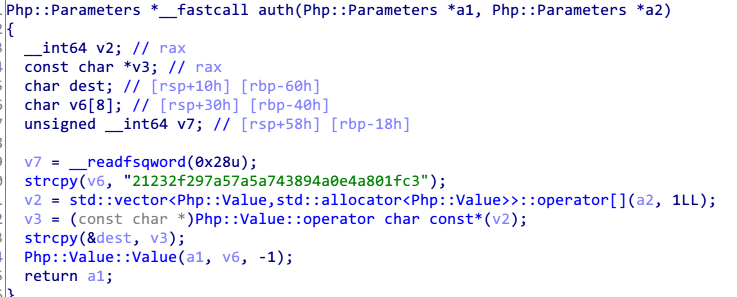 Php::Parameters *__fastcall auth(Php::Parameters *a1, Php::Parameters *a2)
{
__int64 v2; // rax
const char *v3; // rax
char dest; // [rsp+10h] [rbp-60h]
char v6[8]; // [rsp+30h] [rbp-40h]
unsigned __int64 v7; // [rsp+58h] [rbp-18h]
v7 = __readfsqword(0x28u);
strcpy(v6, "21232f297a57a5a743894a0e4a801fc3");
v2 = std::vector<Php::Value,std::allocator<Php::Value>>::operator[](a2, 1LL);
v3 = (const char *)Php::Value::operator char const*(v2);
strcpy(&dest, v3);
Php::Value::Value(a1, v6, -1);
return a1;
}